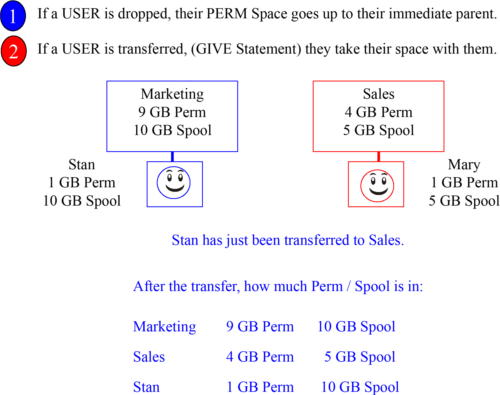 1 If a USER is dropped, their PERM Space goes up to their immediate parent.
2 If a USER is transferred, (GIVE Statement) they take their space with them.
Marketing
9 GB Perm
10 GB Spool
Sales
4 GB Perm
5 GB Spool
Stan
1 GB Perm
10 GB Spool
Mary
1 GB Perm
5 GB Spool
Stan has just been transferred to Sales.
After the transfer, how much Perm / Spool is in:
Marketing 9 GB Perm 10 GB Spool
Sales 4 GB Perm 5 GB Spool
Stan 1 GB Perm 10 GB Spool